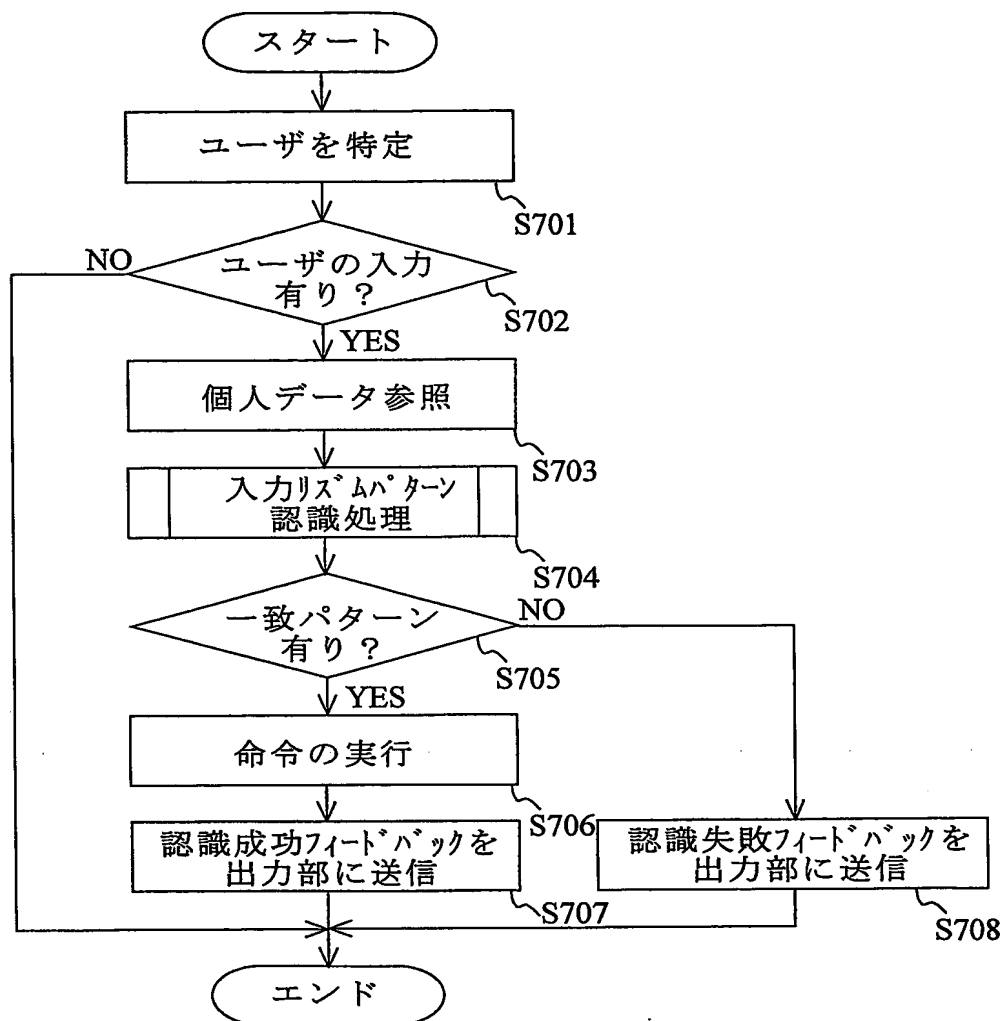 スタート
ユーザを特定
S701
NO
ユーザの入力
有り？
S702
YES
個人データ参照
S703
入力ﾘｽﾞﾑﾊﾟﾀｰﾝ
認識処理
S704
一致パターン
有り？
NO
S705
YES
命令の実行
S706
認識成功ﾌｨｰﾄﾞﾊﾞｯｸを
出力部に送信
S707
認識失敗ﾌｨｰﾄﾞﾊﾞｯｸを
出力部に送信
S708
エンド